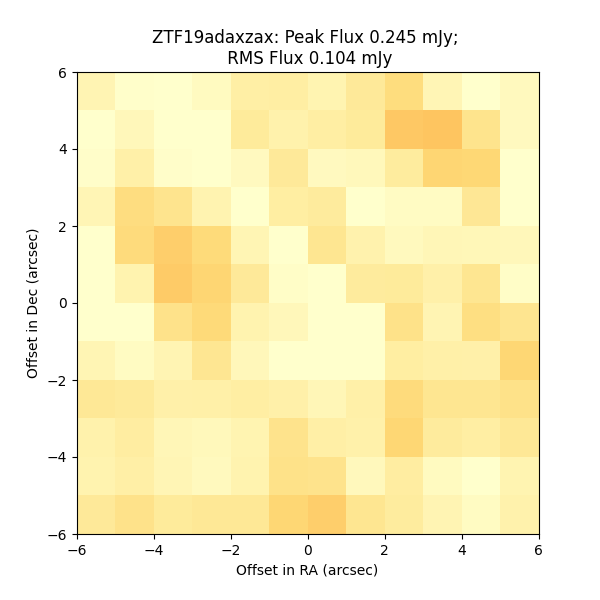 ZTF19adaxzax: Peak Flux 0.245 mJy;
RMS Flux 0.104 mJy
6
4
2
0
−2
−4
−6
Offset in Dec (arcsec)
−6 −4 −2 0 2 4 6
Offset in RA (arcsec)